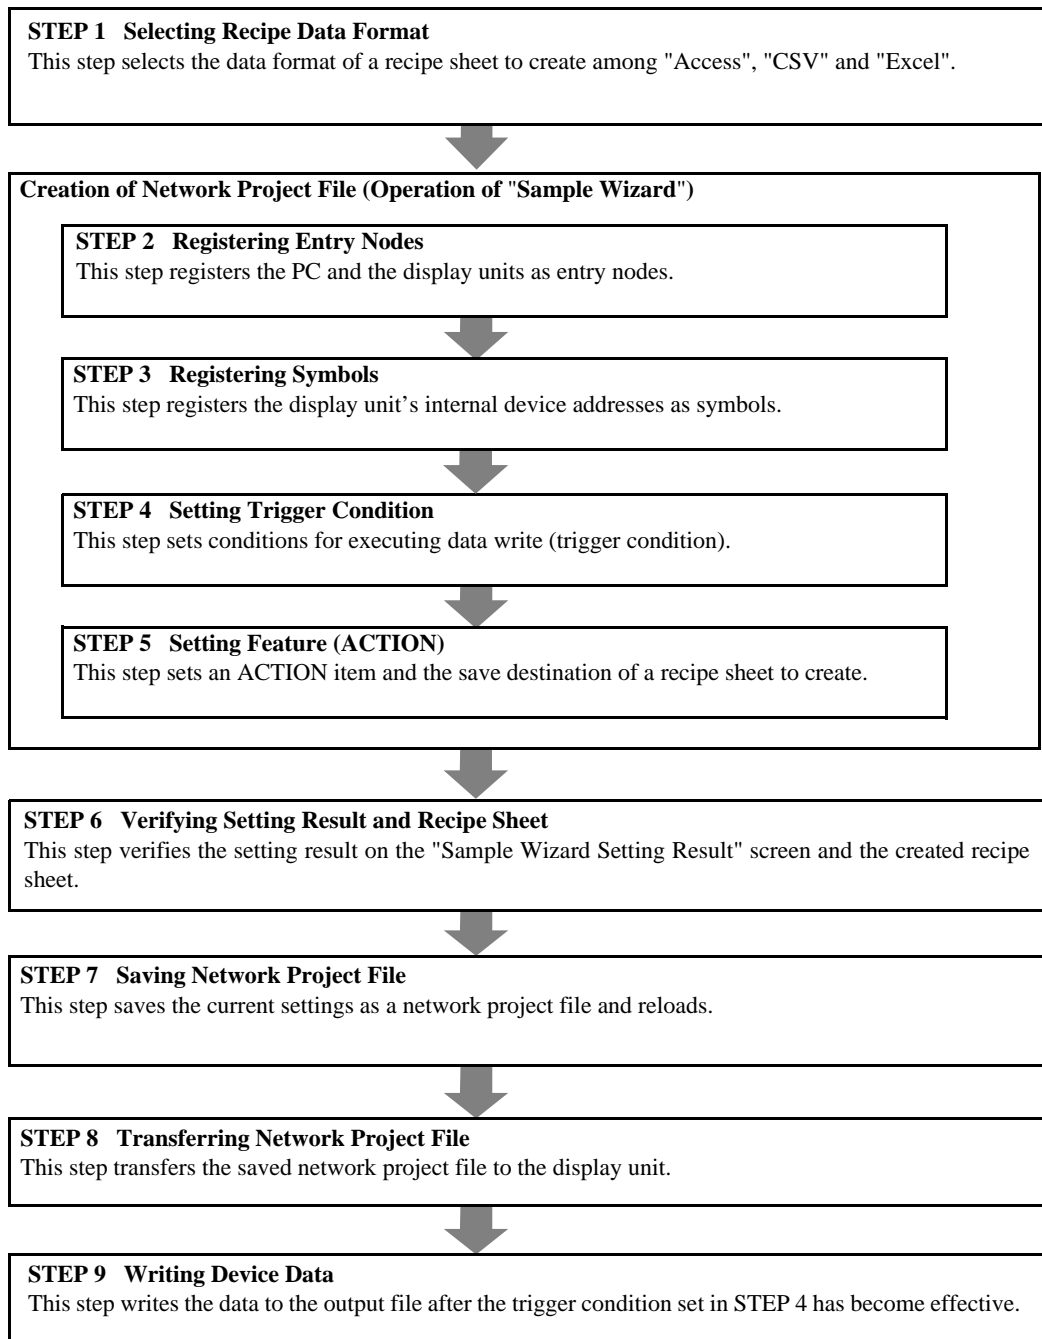 STEP 1 Selecting Recipe Data Format
This step selects the data format of a recipe sheet to create among "Access", "CSV" and "Excel".
Creation of Network Project File (Operation of "Sample Wizard")
STEP 2 Registering Entry Nodes
This step registers the PC and the display units as entry nodes.
STEP 3 Registering Symbols
This step registers the display unit’s internal device addresses as symbols.
STEP 4 Setting Trigger Condition
This step sets conditions for executing data write (trigger condition).
STEP 5 Setting Feature (ACTION)
This step sets an ACTION item and the save destination of a recipe sheet to create.
STEP 6 Verifying Setting Result and Recipe Sheet
This step verifies the setting result on the "Sample Wizard Setting Result" screen and the created recipe
sheet.
STEP 7 Saving Network Project File
This step saves the current settings as a network project file and reloads.
STEP 8 Transferring Network Project File
This step transfers the saved network project file to the display unit.
STEP 9 Writing Device Data
This step writes the data to the output file after the trigger condition set in STEP 4 has become effective.